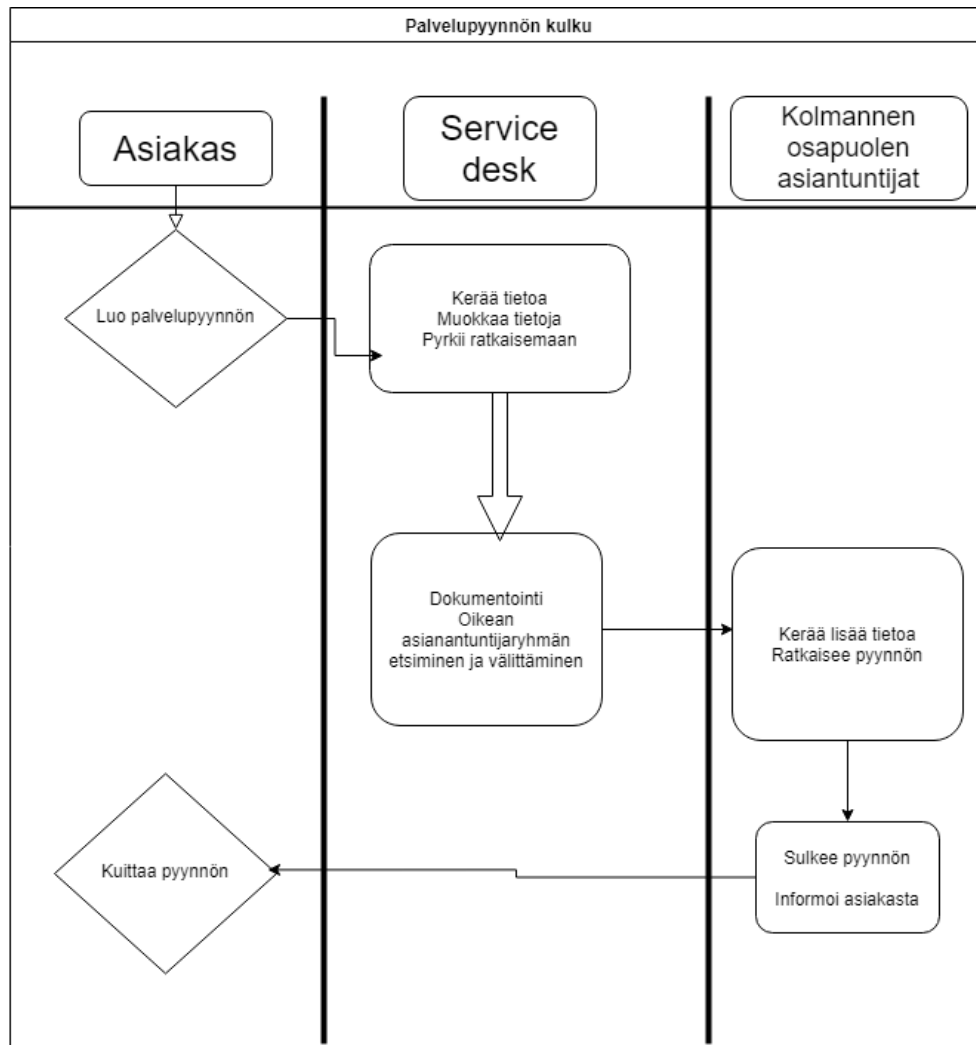 Palvelupyynnön kulku
Asiakas
Service
desk
Kolmannen
osapuolen
asiantuntijat
Luo palvelupyynnön
Kerää tietoa
Muokkaa tietoja
Pyrkii ratkaisemaan
Dokumentointi
Oikean
asianantuntijaryhmän
etsiminen ja välittäminen
Kerää lisää tietoa
Ratkaisee pyynnön
Sulkee pyynnön
Informoi asiakasta
Kuittaa pyynnön